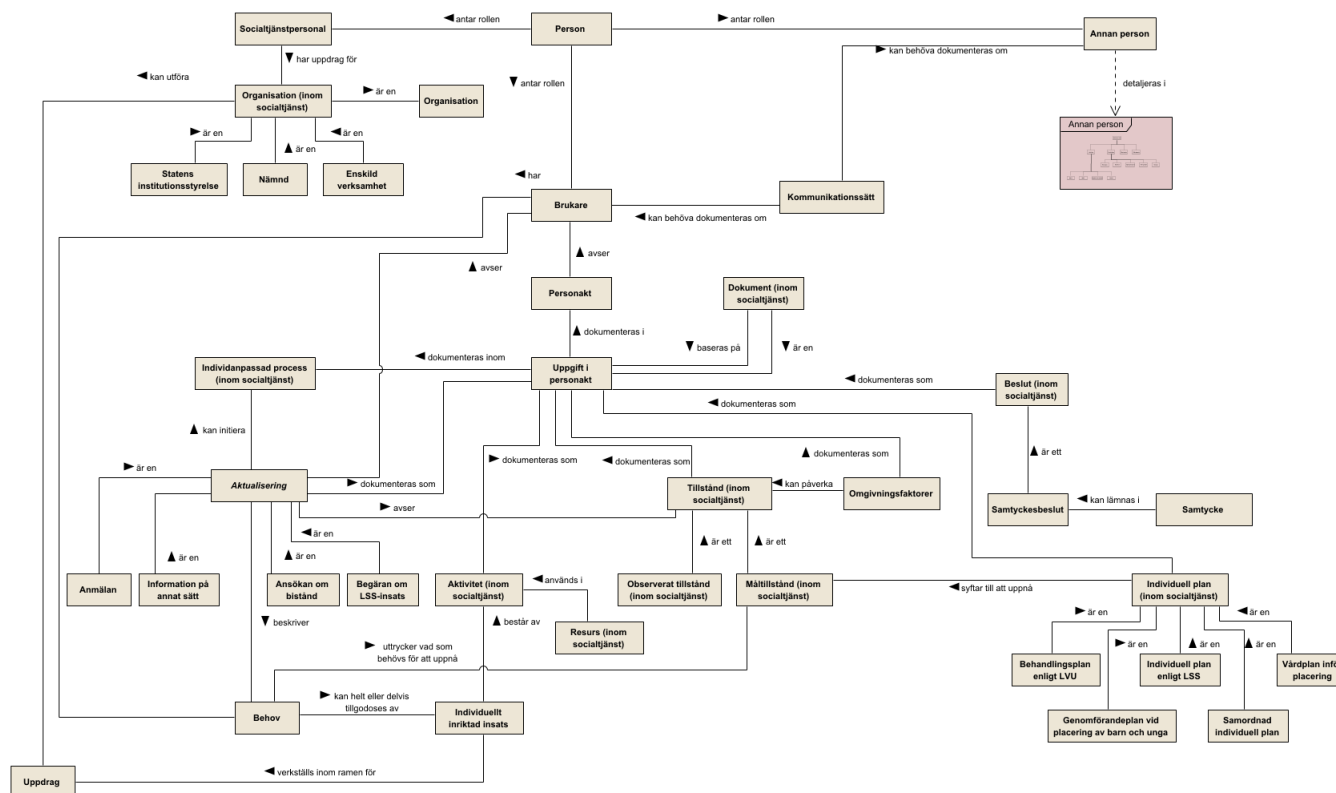 Socialtjänstpersonal
antar rollen
Person
antar rollen
Annan person
har uppdrag för
kan behöva dokumenteras om
kan utföra
antar rollen
detaljeras i
Organisation (inom
socialtjänst)
är en
Organisation
Annan person
är en
är en
är en
Statens
institutionsstyrelse
Nämnd
Enskild
verksamhet
har
Brukare
Kommunikationssätt
kan behöva dokumenteras om
avser
avser
Personakt
Dokument (inom
socialtjänst)
dokumenteras i
baseras på
är en
dokumenteras inom
Individanpassad process
(inom socialtjänst)
Uppgift i
personakt
dokumenteras som
Beslut (inom
socialtjänst)
dokumenteras som
kan initiera
är ett
dokumenteras som
dokumenteras som
dokumenteras som
är en
Aktualisering
dokumenteras som
Tillstånd (inom
socialtjänst)
kan påverka
Omgivningsfaktorer
avser
Samtyckesbeslut
kan lämnas i
Samtycke
är en
är en
är en
är ett
är ett
Anmälan
Information på
annat sätt
Ansökan om
bistånd
Begäran om
LSS-insats
Aktivitet (inom
socialtjänst)
används i
Observerat tillstånd
(inom socialtjänst)
Måltillstånd (inom
socialtjänst)
syftar till att uppnå
Individuell plan
(inom socialtjänst)
beskriver
består av
Resurs (inom
socialtjänst)
är en
är en
är en
är en
är en
uttrycker vad som
behövs för att uppnå
Behandlingsplan
enligt LVU
Individuell plan
enligt LSS
Vårdplan inför
placering
kan helt eller delvis
tillgodoses av
Behov
Individuellt
inriktad insats
Genomförandeplan vid
placering av barn och unga
Samordnad
individuell plan
verkställs inom ramen för
Uppdrag